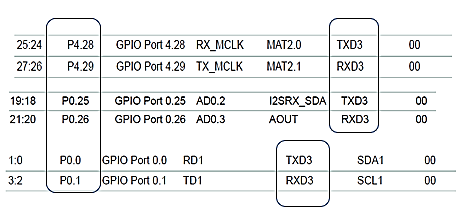 25:24 P4.28 GPIO Port 4.28 RX_MCLK MAT2.0 TXD3 00
27:26 P4.29 GPIO Port 4.29 TX_MCLK MAT2.1 RXD3 00
19:18 P0.25 GPIO Port 0.25 AD0.2 I2SRX_SDA TXD3 00
21:20 P0.26 GPIO Port 0.26 AD0.3 AOUT RXD3 00
1:0 P0.0 GPIO Port 0.0 RD1 TXD3 SDA1 00
3:2 P0.1 GPIO Port 0.1 TD1 RXD3 SCL1 00